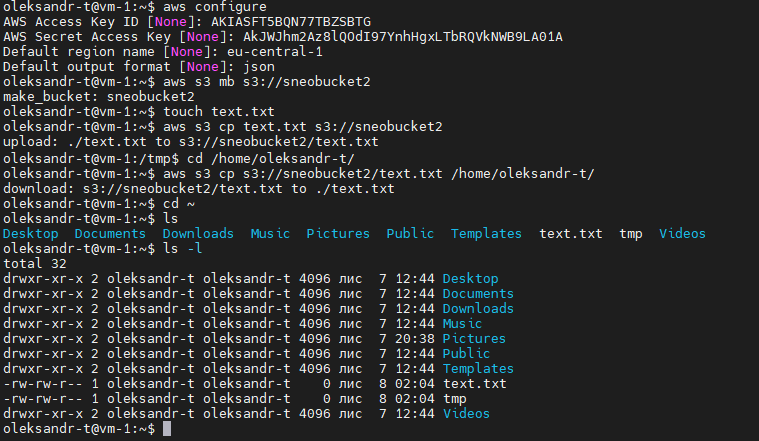 oleksandr-t@vm-1:~$ aws configure
AWS Access Key ID [None]: AKIASFT5BQN77TBZSBTG
AWS Secret Access Key [None]: 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
Default region name [None]: eu-central-1
Default output format [None]: json
oleksandr-t@vm-1:~$ aws s3 mb s3://sneobucket2
make_bucket: sneobucket2
oleksandr-t@vm-1:~$ touch text.txt
oleksandr-t@vm-1:~$ aws s3 cp text.txt s3://sneobucket2
upload: ./text.txt to s3://sneobucket2/text.txt
oleksandr-t@vm-1:/tmp$ cd /home/oleksandr-t/
oleksandr-t@vm-1:~$ aws s3 cp s3://sneobucket2/text.txt /home/oleksandr-t/
download: s3://sneobucket2/text.txt to ./text.txt
oleksandr-t@vm-1:~$ cd ~
oleksandr-t@vm-1:~$ ls
Desktop  Documents  Downloads  Music  Pictures  Public  Templates  text.txt  tmp  Videos
oleksandr-t@vm-1:~$ ls -l
total 32
drwxr-xr-x 2 oleksandr-t oleksandr-t 4096 лис  7 12:44 Desktop
drwxr-xr-x 2 oleksandr-t oleksandr-t 4096 лис  7 12:44 Documents
drwxr-xr-x 2 oleksandr-t oleksandr-t 4096 лис  7 12:44 Downloads
drwxr-xr-x 2 oleksandr-t oleksandr-t 4096 лис  7 12:44 Music
drwxr-xr-x 2 oleksandr-t oleksandr-t 4096 лис  7 20:38 Pictures
drwxr-xr-x 2 oleksandr-t oleksandr-t 4096 лис  7 12:44 Public
drwxr-xr-x 2 oleksandr-t oleksandr-t 4096 лис  7 12:44 Templates
-rw-rw-r-- 1 oleksandr-t oleksandr-t    0 лис  8 02:04 text.txt
-rw-rw-r-- 1 oleksandr-t oleksandr-t    0 лис  8 02:04 tmp
drwxr-xr-x 2 oleksandr-t oleksandr-t 4096 лис  7 12:44 Videos
oleksandr-t@vm-1:~$